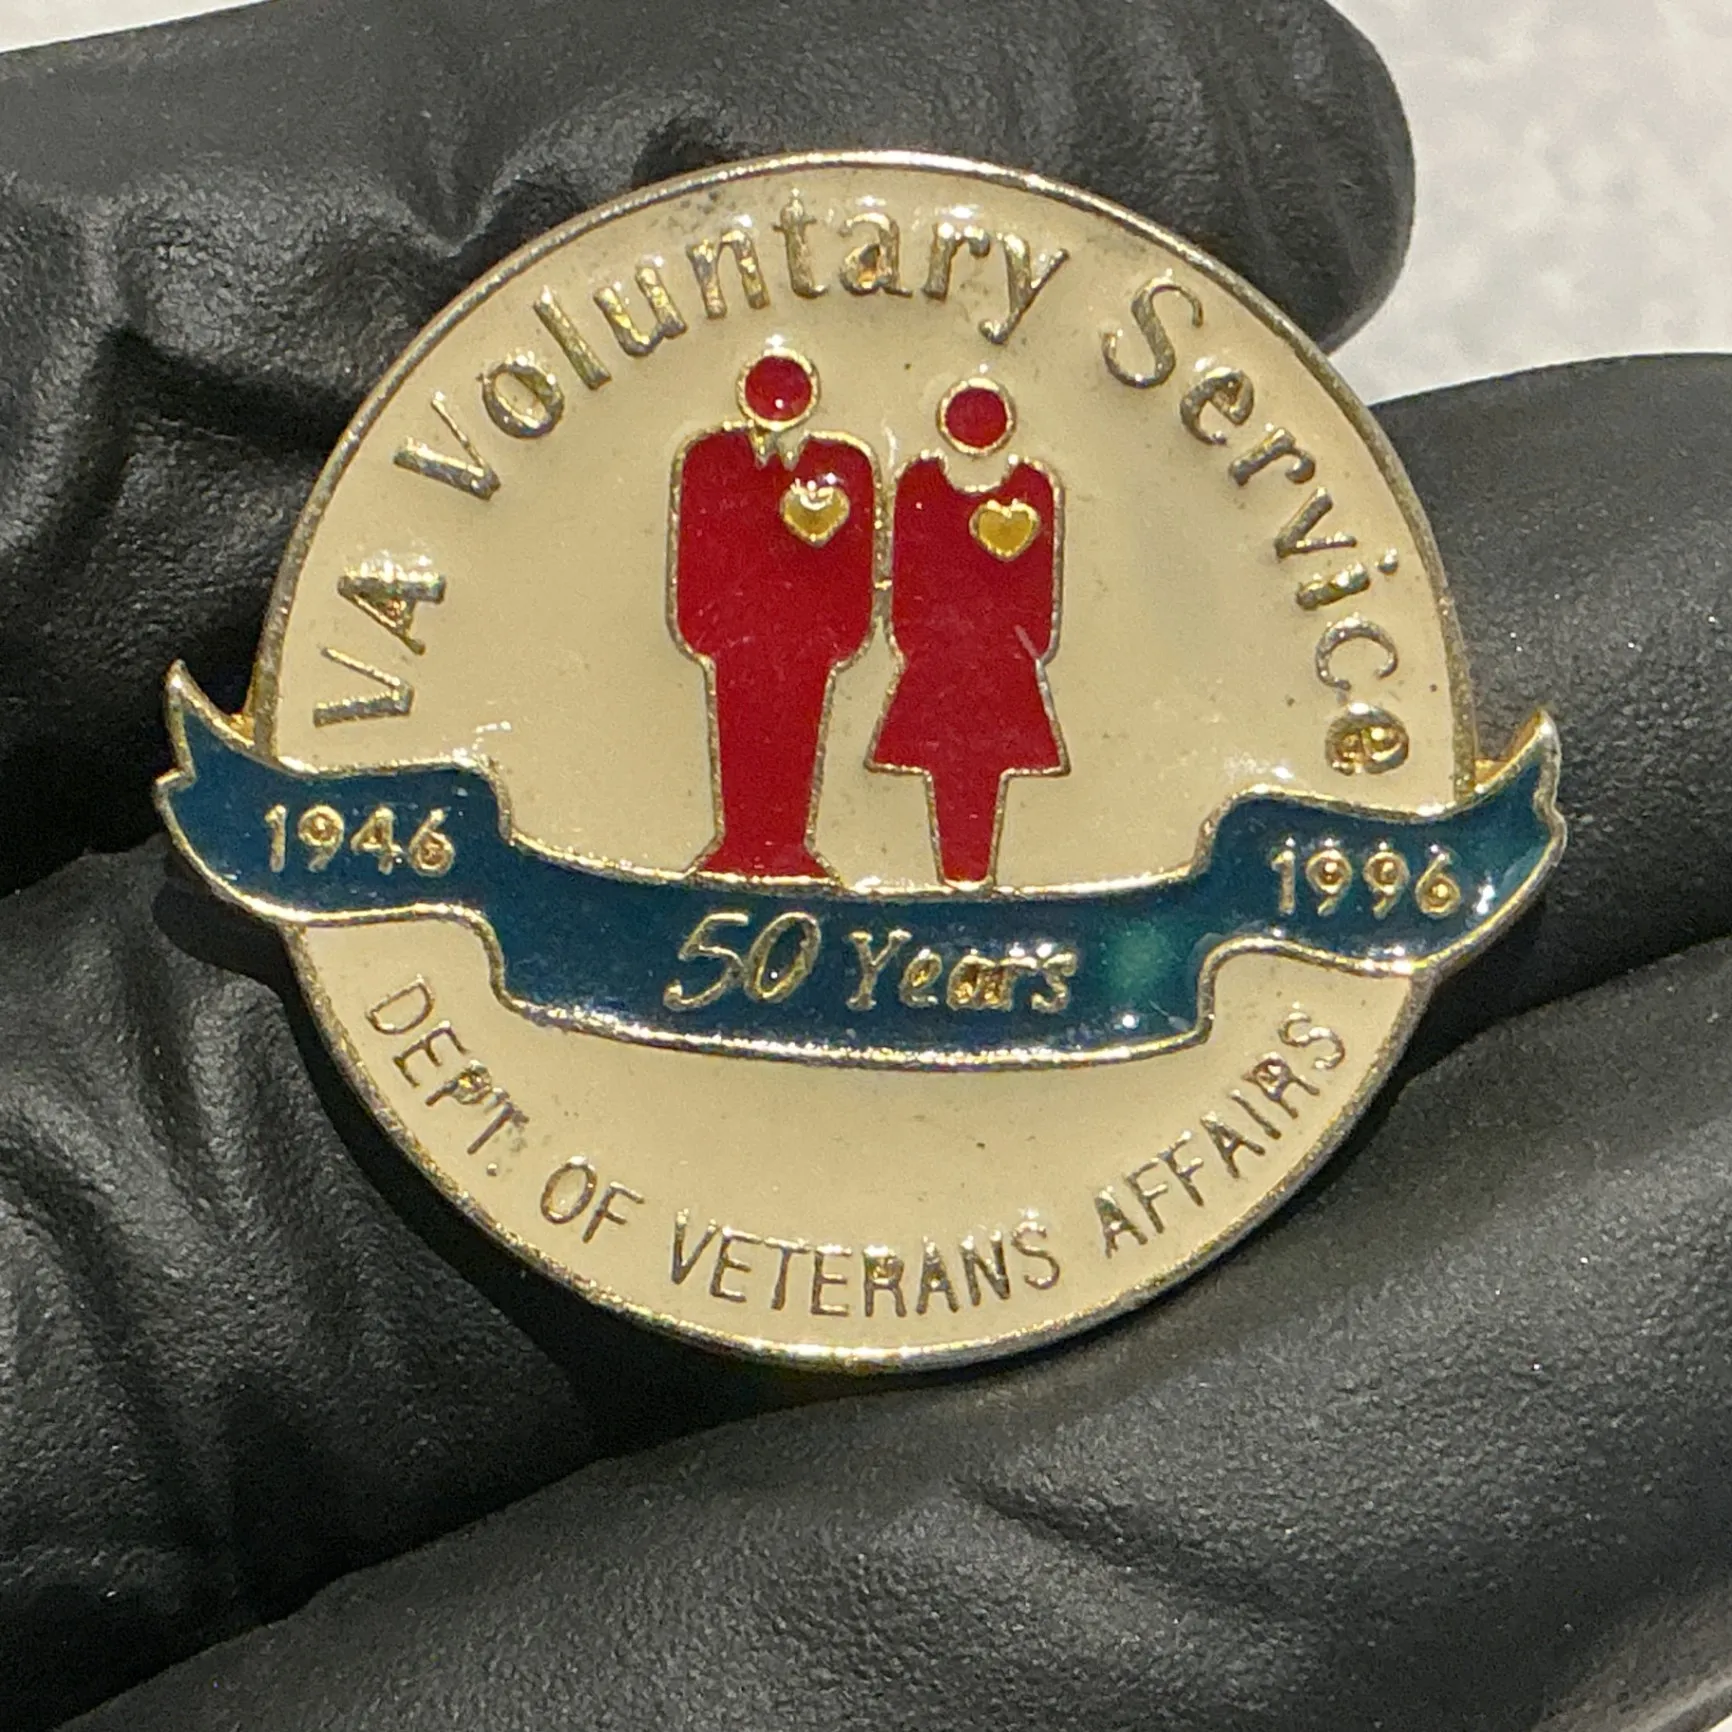 VA Voluntary Service
1946
50 Years
1996
DEPT. OF VETERANS AFFAIRS